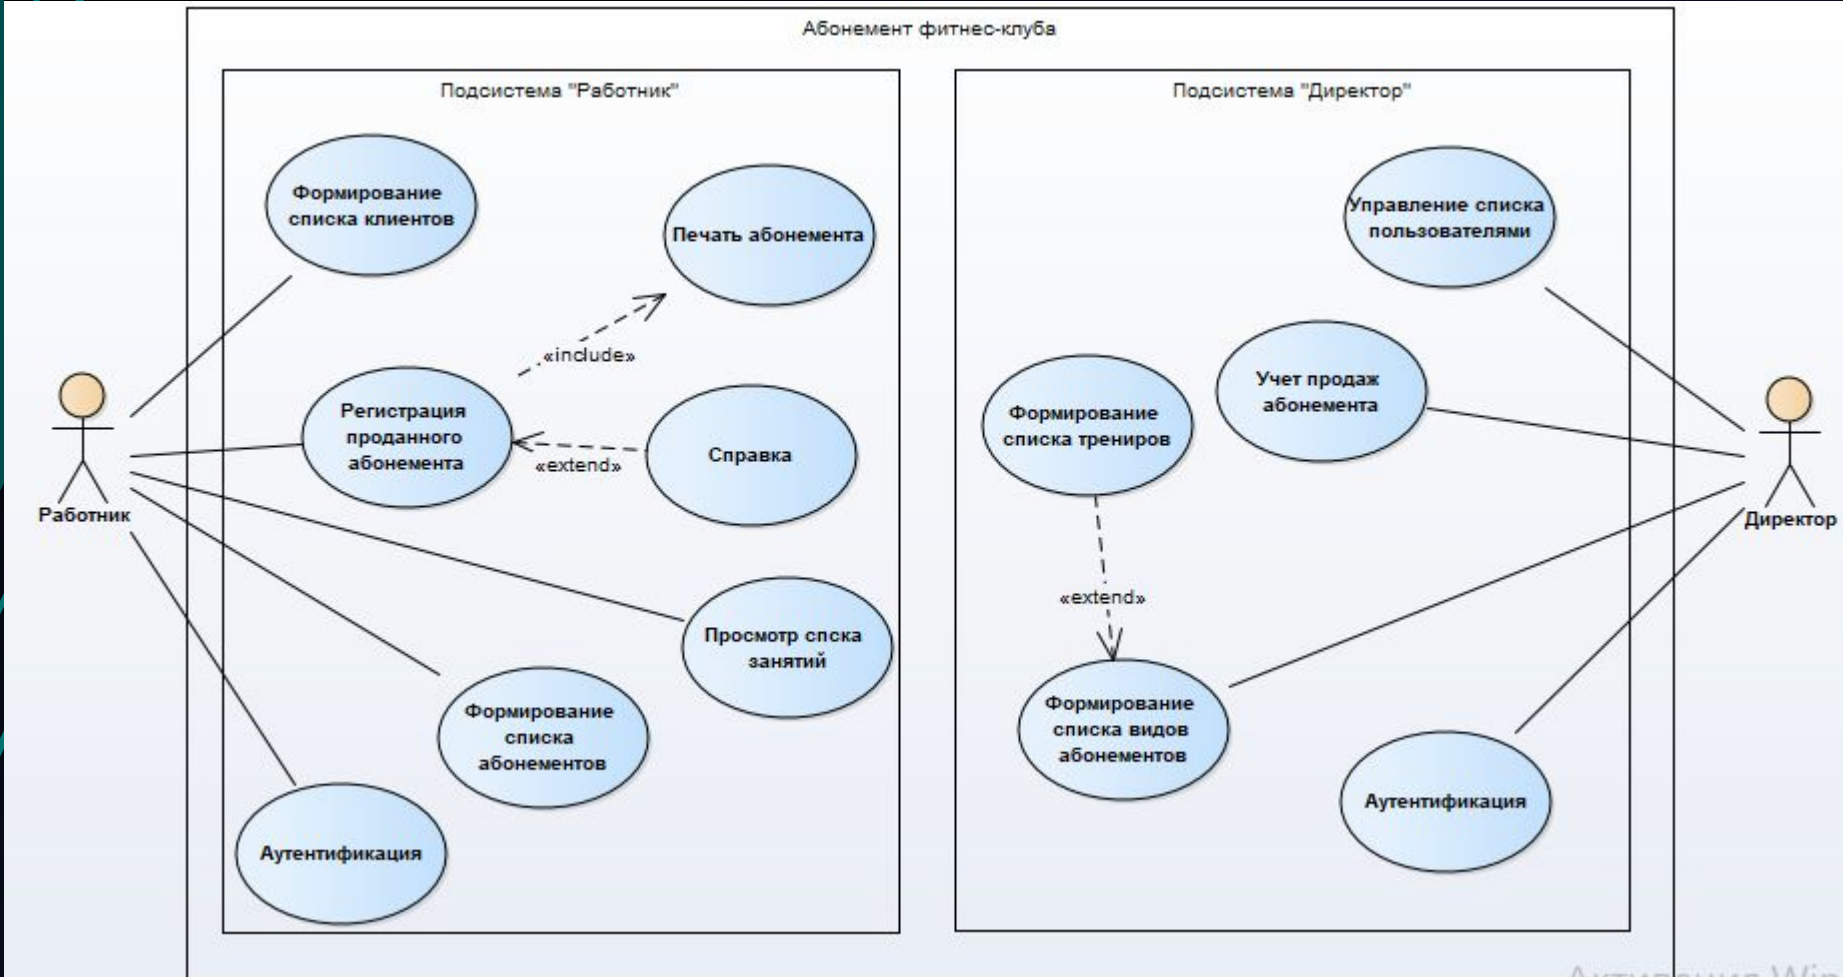 Абонемент фитнес-клуба
Подсистема "Работник"
Формирование
списка клиентов
Печать абонемента
«include»
Регистрация
проданного
абонемента
«extend»
Справка
Работник
Просмотр спска
занятий
Формирование
списка
абонементов
Аутентификация
Подсистема "Директор"
Управление списка
пользователями
Учет продаж
абонемента
Формирование
списка трениров
«extend»
Директор
Формирование
списка видов
абонементов
Аутентификация